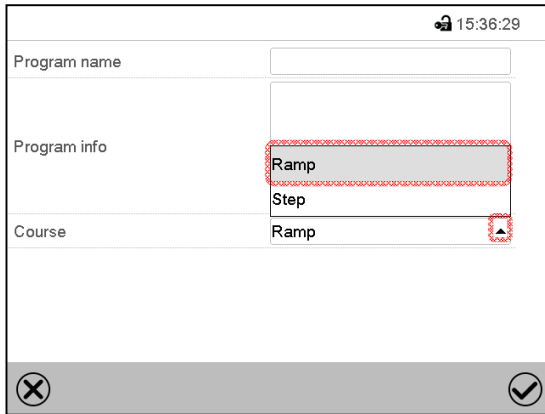 15:36:29
Program name
Program info
Ramp
Step
Course
Ramp